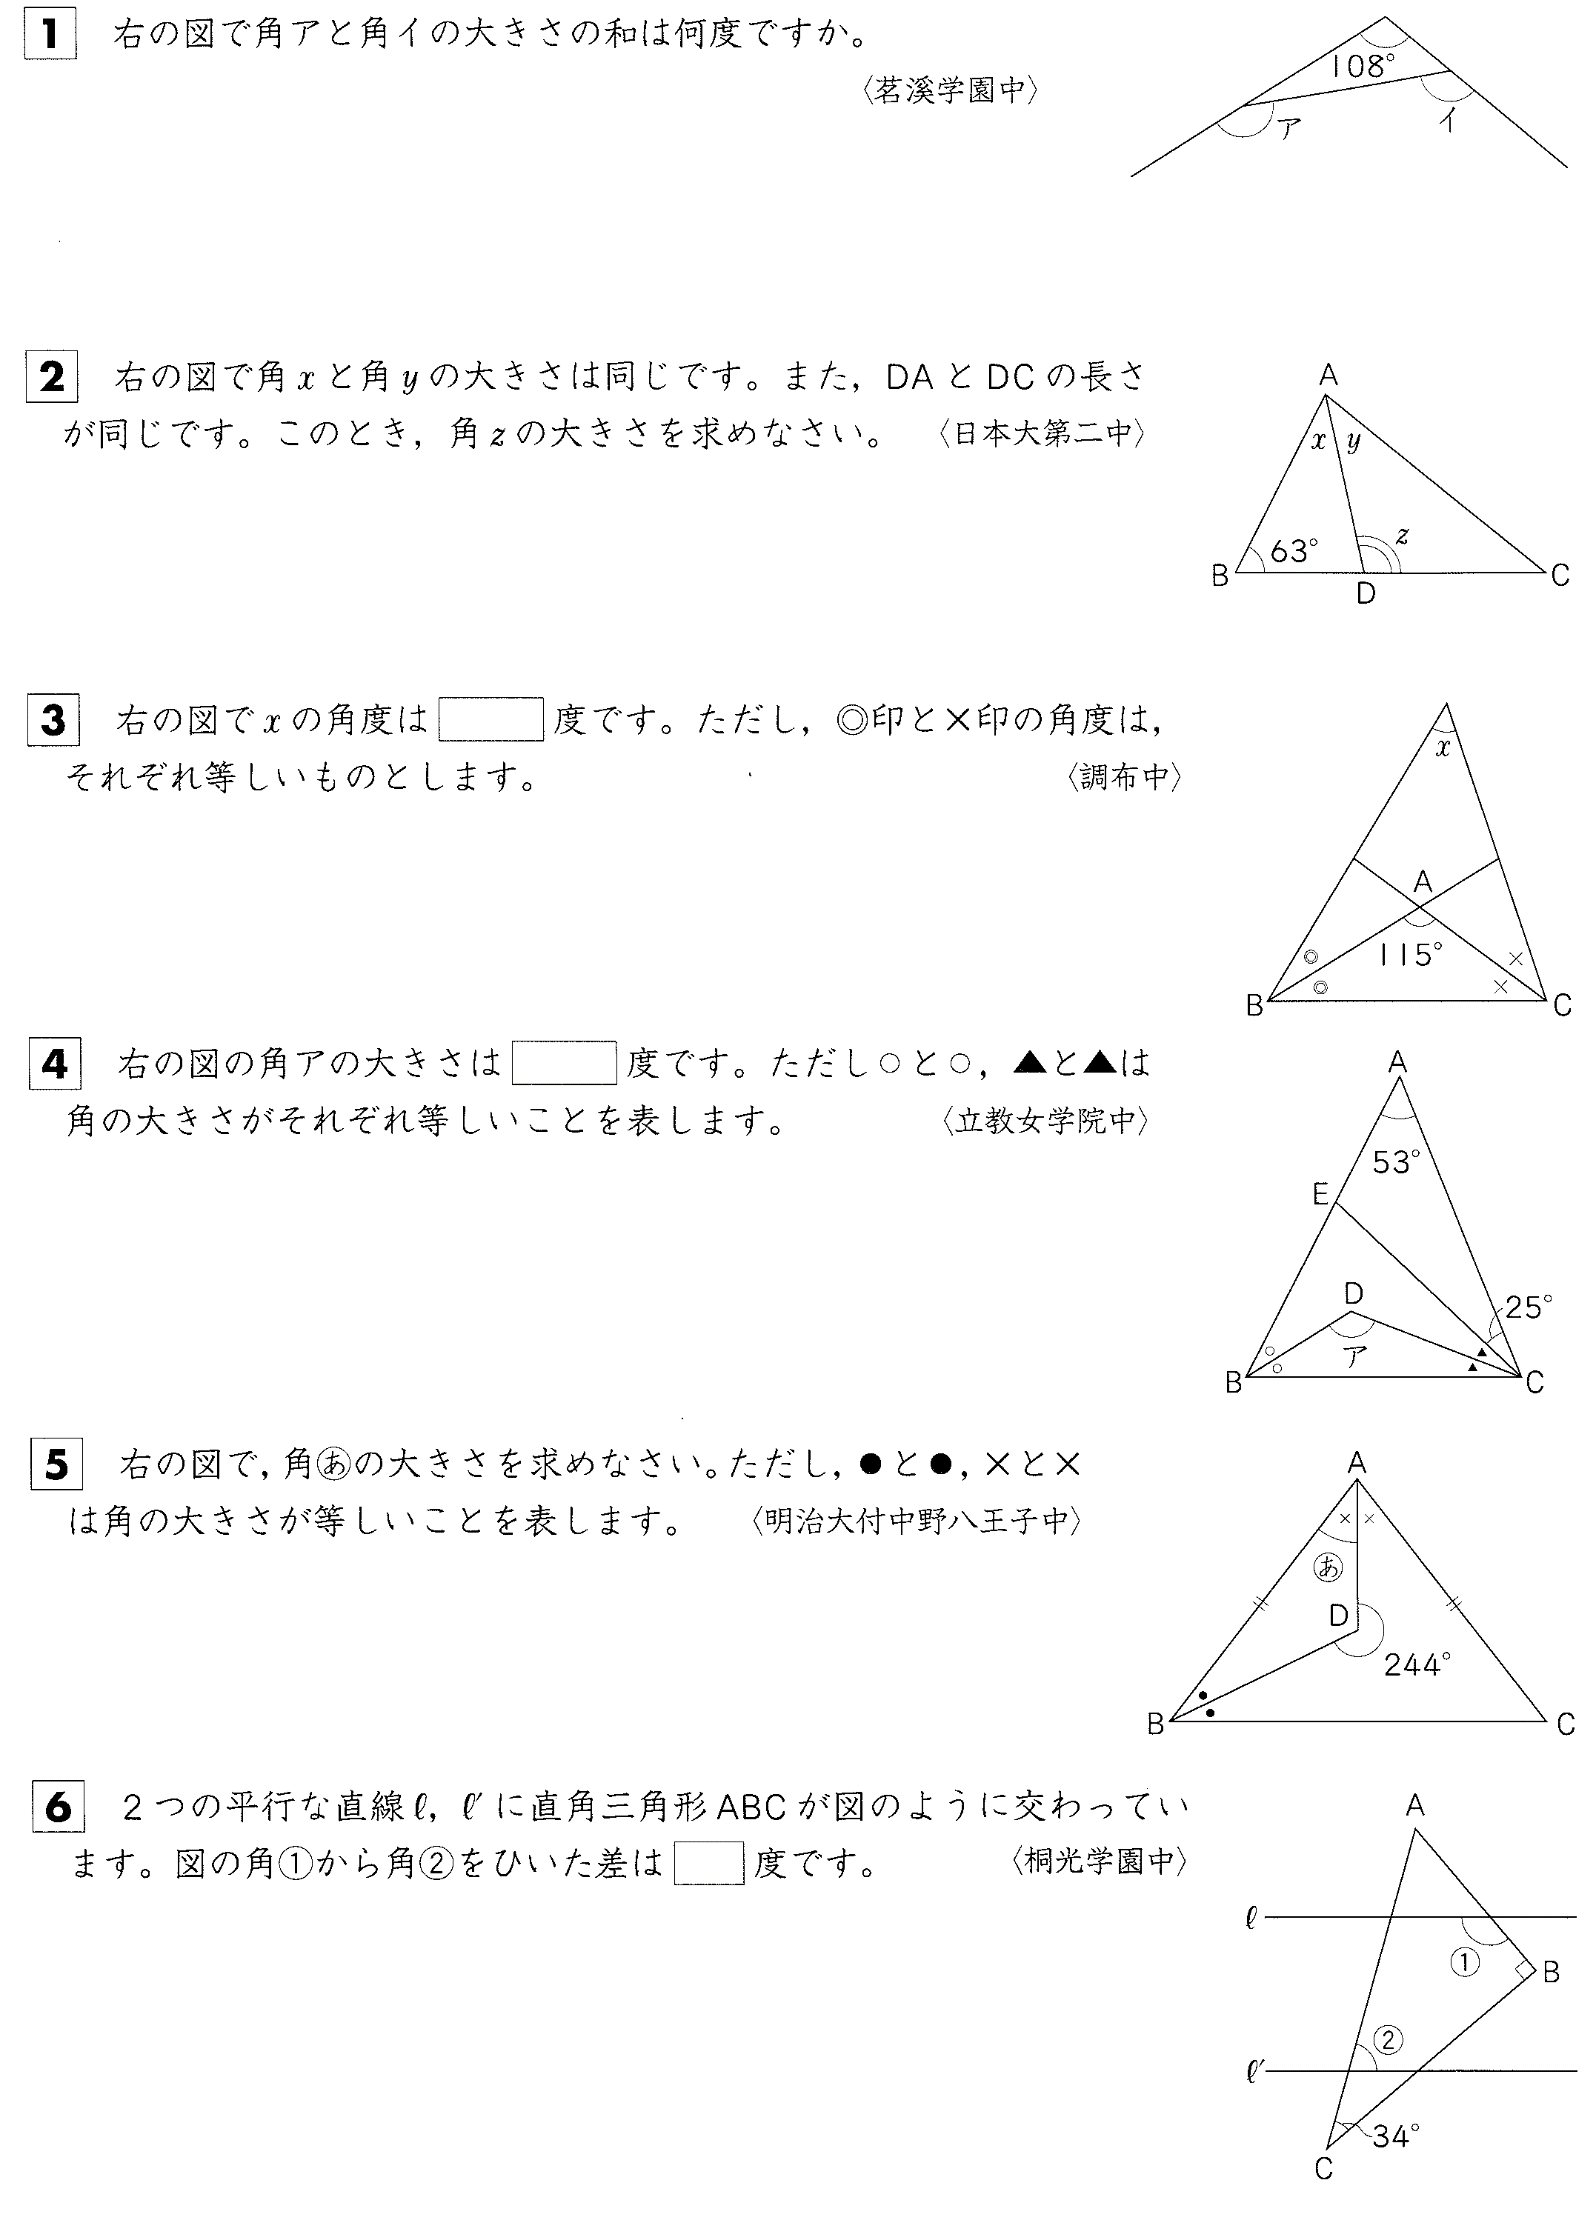 1 右の図で角アと角イの大きさの和は何度ですか。
〈茗溪学園中〉
108°
ア
イ
2 右の図で角xと角yの大きさは同じです。また，DAとDCの長さ
が同じです。このとき，角zの大きさを求めなさい。 〈日本大第二中〉
A
x y
63°
z
B
D
C
3 右の図でxの角度は 度です。ただし，◎印と×印の角度は，
それぞれ等しいものとします。 〈調布中〉
x
A
115°
◎ ×
◎ ×
B
C
4 右の図の角アの大きさは 度です。ただし○と○，▲と▲は
角の大きさがそれぞれ等しいことを表します。 〈立教女学院中〉
A
53°
E
D
25°
ア
○ ▲
○ ▲
B
C
5 右の図で，角あの大きさを求めなさい。ただし，●と●，×と×
は角の大きさが等しいことを表します。 〈明治大付中野八王子中〉
A
× ×
あ
D
244°
●
●
B
C
6 2つの平行な直線ℓ，ℓ′に直角三角形ABCが図のように交わってい
ます。図の角①から角②をひいた差は 度です。 〈桐光学園中〉
A
ℓ
①
B
②
ℓ′
34°
C